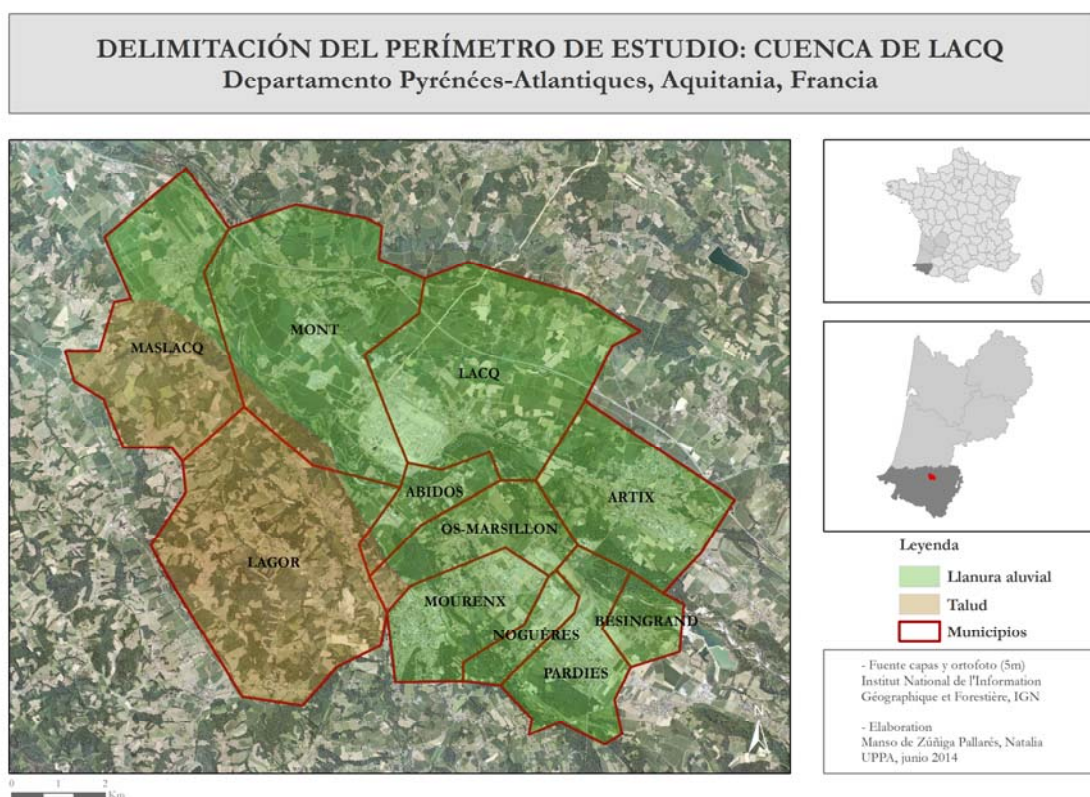 DELIMITACIÓN DEL PERÍMETRO DE ESTUDIO: CUENCA DE LACQ
Departamento Pyrénées-Atlantiques, Aquitania, Francia
MONT
MASLACQ
LACQ
ABIDOS
ARTIX
OS-MARSILLON
LAGOR
MOURENX
BESINGRAND
NOGUÈRES
PARDIES
N
0 1 2
Km
Leyenda
Llanura aluvial
Talud
Municipios
- Fuente capas y ortofoto (5m)
Institut National de l'Information
Géographique et Forestière, IGN
- Elaboration
Manso de Zúñiga Pallarés, Natalia
UPPA, junio 2014